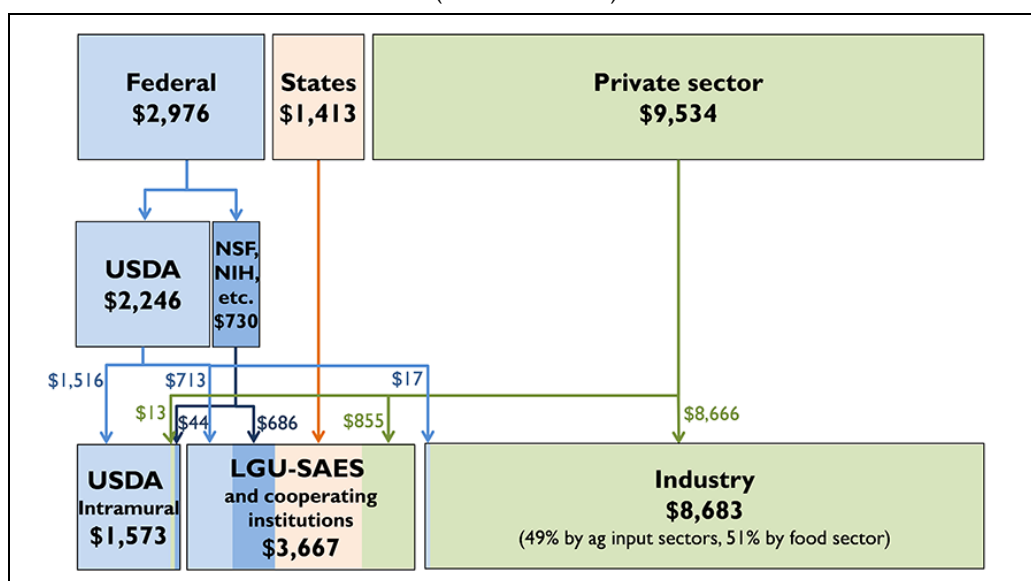 Federal
$2,976
States
$1,413
Private sector
$9,534
USDA
$2,246
NSF,
NIH,
etc.
$730
$1,516
$713
$17
$13
$44
$686
$855
$8,666
USDA
Intramural
$1,573
LGU-SAES
and cooperating
institutions
$3,667
Industry
$8,683
(49% by ag input sectors, 51% by food sector)